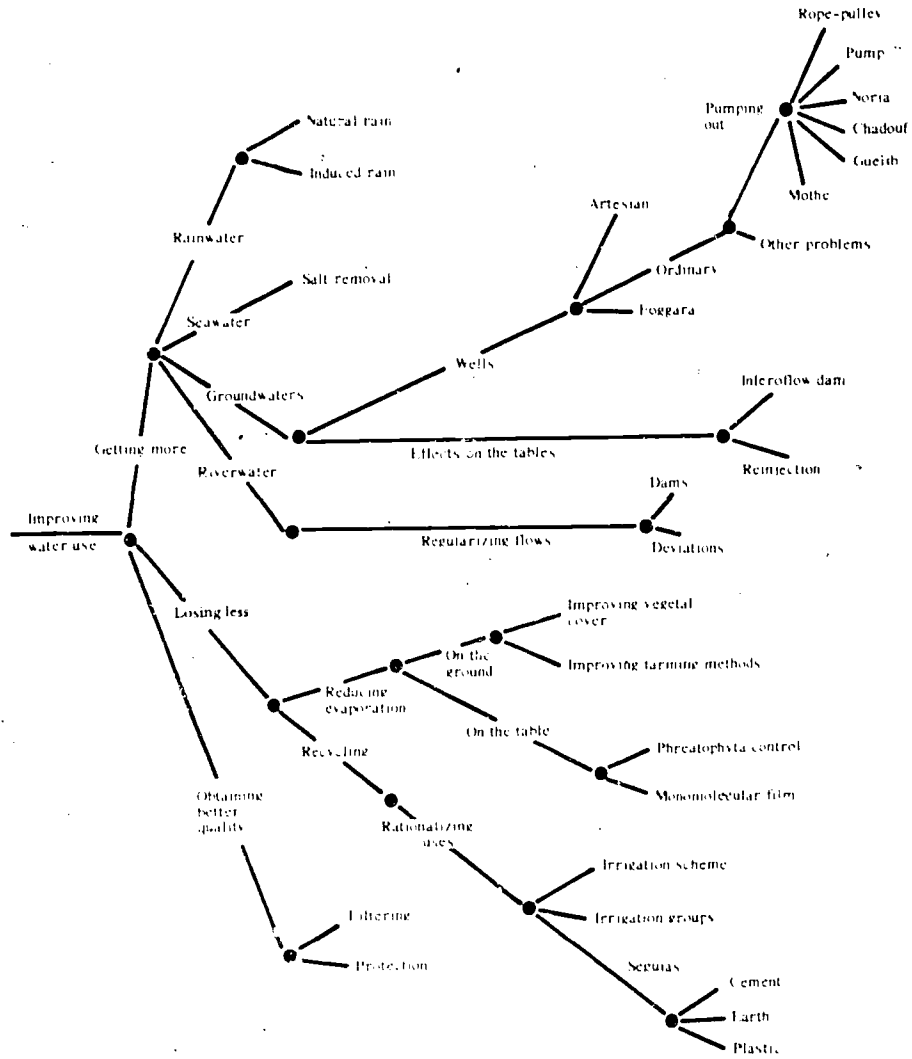 Rope-pulles
Pump
Noria
Pumping
out
Chadouf
Gueith
Mothe
Natural rain
Induced rain
Artesian
Rainwater
Other problems
Ordinary
Salt removal
Foggara
Seawater
Wells
Groundwaters
Inferoflow dam
Getting more
Effects on the tables
Riverwater
Reinjection
Dams
Improving
water use
Regularizing flows
Deviations
Losing less
Improving vegetal
cover
On the
ground
Improving farming methods
Reducing
evaporation
On the table
Recycling
Phreatophyta control
Monomolecular film
Obtaining
better
quality
Rationalizing
uses
Irrigation scheme
Irrigation groups
Filtering
Protection
Seguias
Cement
Earth
Plastic